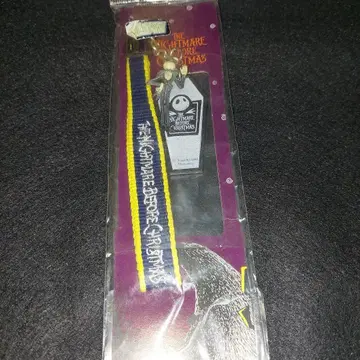 THE
NIGHTMARE
BEFORE
CHRISTMAS
THE
NIGHTMARE
BEFORE
CHRISTMAS
THE NIGHTMARE BEFORE CHRISTMAS